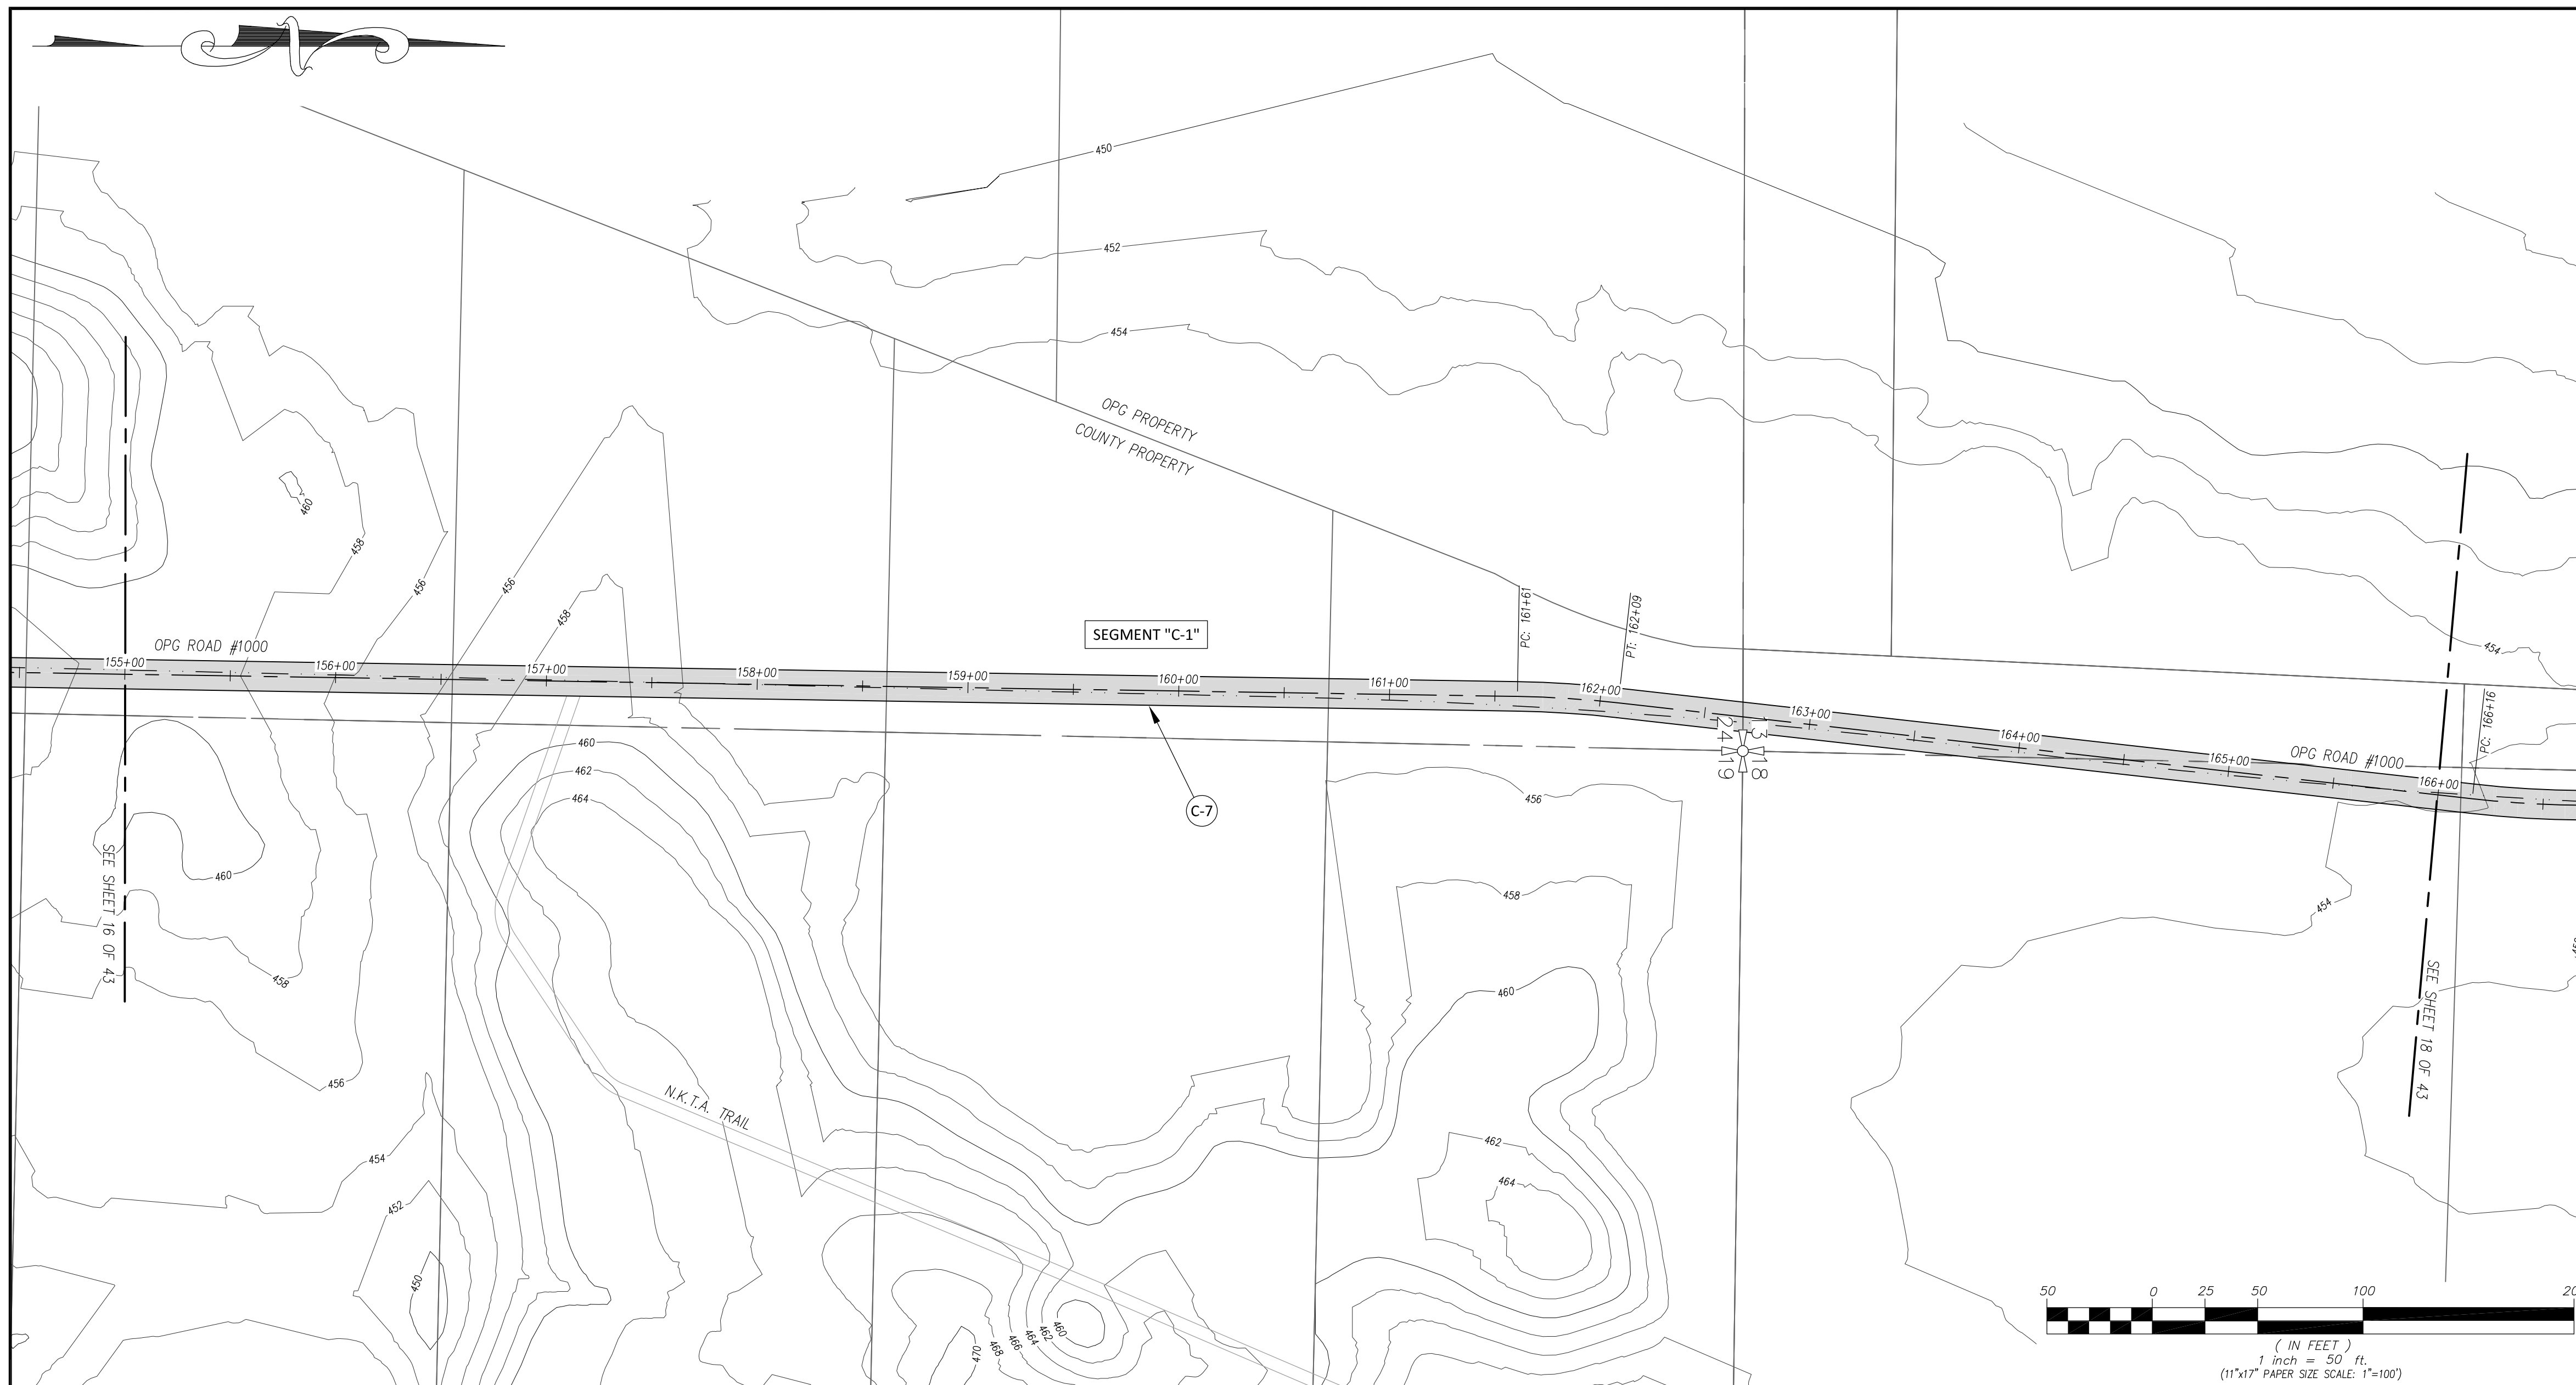 N
450
452
454
OPG PROPERTY
COUNTY PROPERTY
460
458
456
456
458
SEGMENT "C-1"
PC: 161+61
PT: 162+09
OPG ROAD #1000
155+00
156+00
157+00
158+00
159+00
160+00
161+00
162+00
163+00
164+00
165+00
166+00
OPG ROAD #1000
PC: 166+16
454
24
13
19
18
C-7
460
462
464
456
458
460
460
458
456
454
454
452
450
SEE SHEET 16 OF 43
SEE SHEET 18 OF 43
N.K.T.A. TRAIL
462
464
470
468
466
464
462
460
50 0 25 50 100
( IN FEET )
1 inch = 50 ft.
(11"x17" PAPER SIZE SCALE: 1"=100')